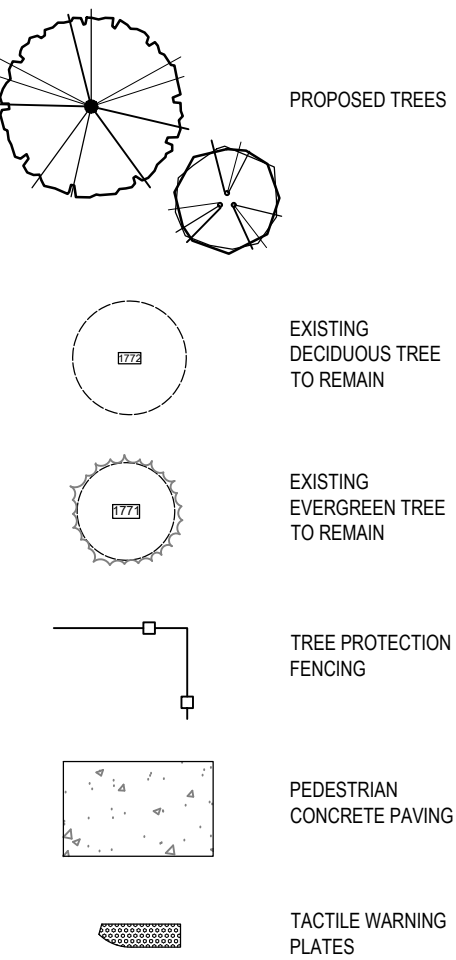 PROPOSED TREES
1772
EXISTING
DECIDUOUS TREE
TO REMAIN
1771
EXISTING
EVERGREEN TREE
TO REMAIN
TREE PROTECTION
FENCING
PEDESTRIAN
CONCRETE PAVING
TACTILE WARNING
PLATES